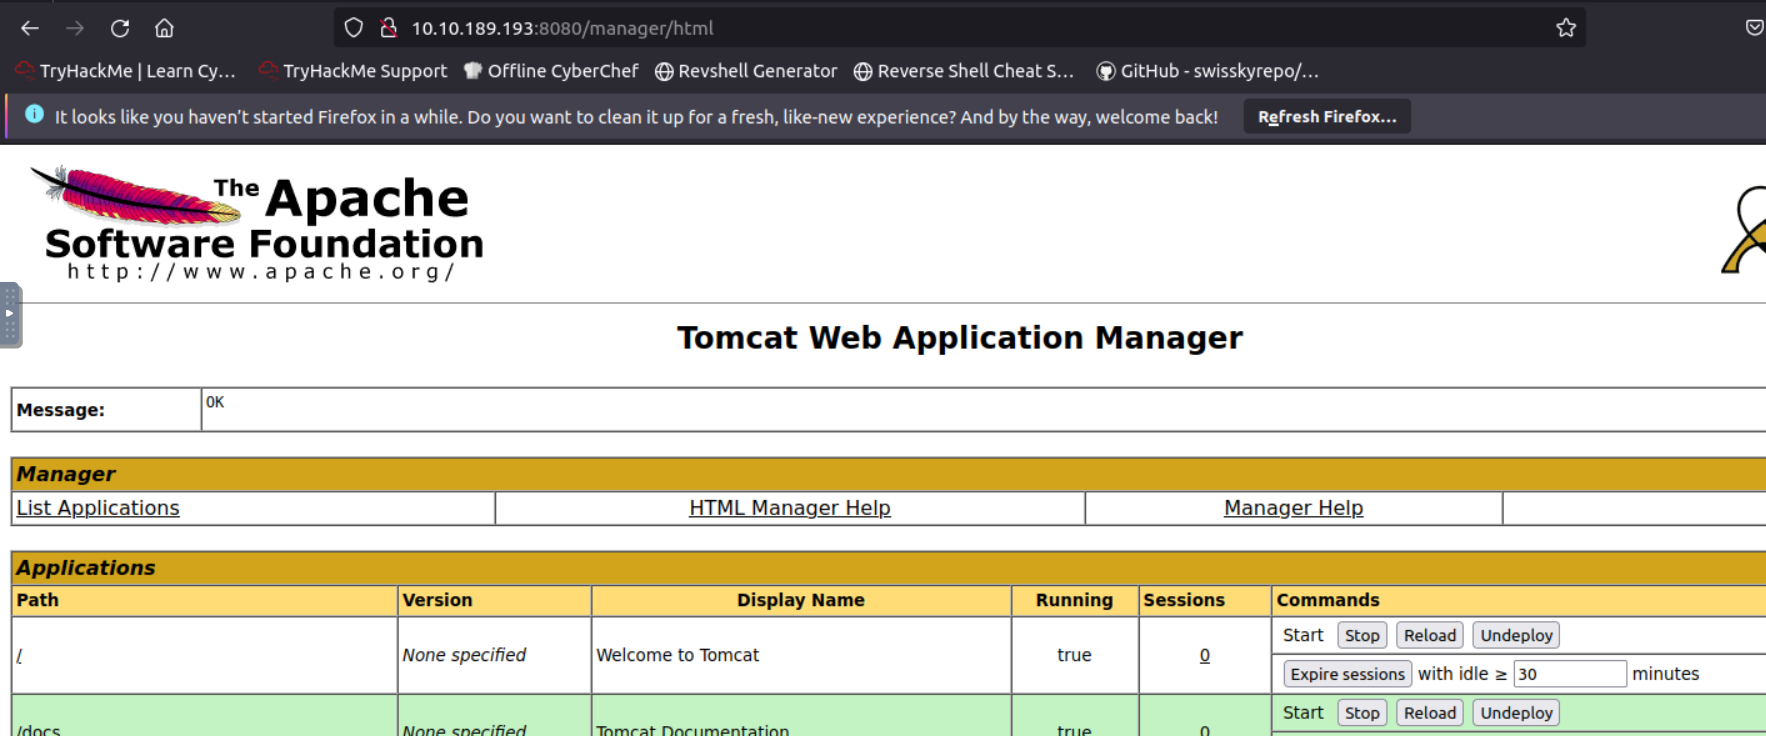 10.10.189.193:8080/manager/html
TryHackMe | Learn Cy... TryHackMe Support Offline CyberChef Revshell Generator Reverse Shell Cheat S... GitHub - swisskyrepo/...
It looks like you haven't started Firefox in a while. Do you want to clean it up for a fresh, like-new experience? And by the way, welcome back! Refresh Firefox...
The Apache
Software Foundation
http://www.apache.org/
Tomcat Web Application Manager
Message: OK
Manager
List Applications HTML Manager Help Manager Help
Applications
Path Version Display Name Running Sessions Commands
Start Stop Reload Undeploy
/ None specified Welcome to Tomcat true 0
Expire sessions with idle ≥ 30 minutes
Start Stop Reload Undeploy
/docs None specified Tomcat Documentation true 0